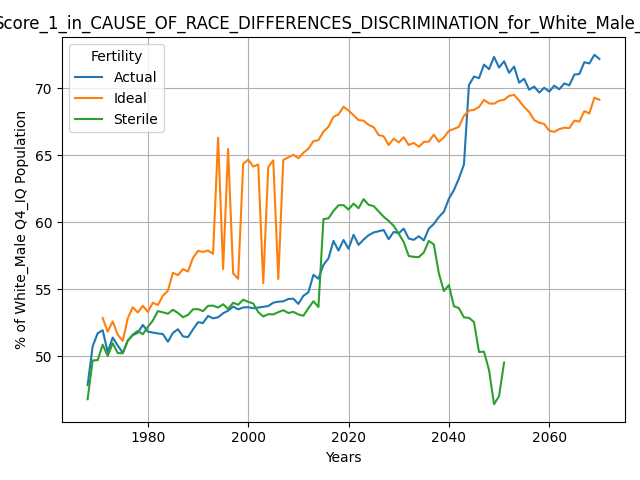 Score_1_in_CAUSE_OF_RACE_DIFFERENCES_DISCRIMINATION_for_White_Male_
Fertility
Actual
Ideal
Sterile
% of White_Male Q4_IQ Population
70
65
60
55
50
1980
2000
2020
2040
2060
Years